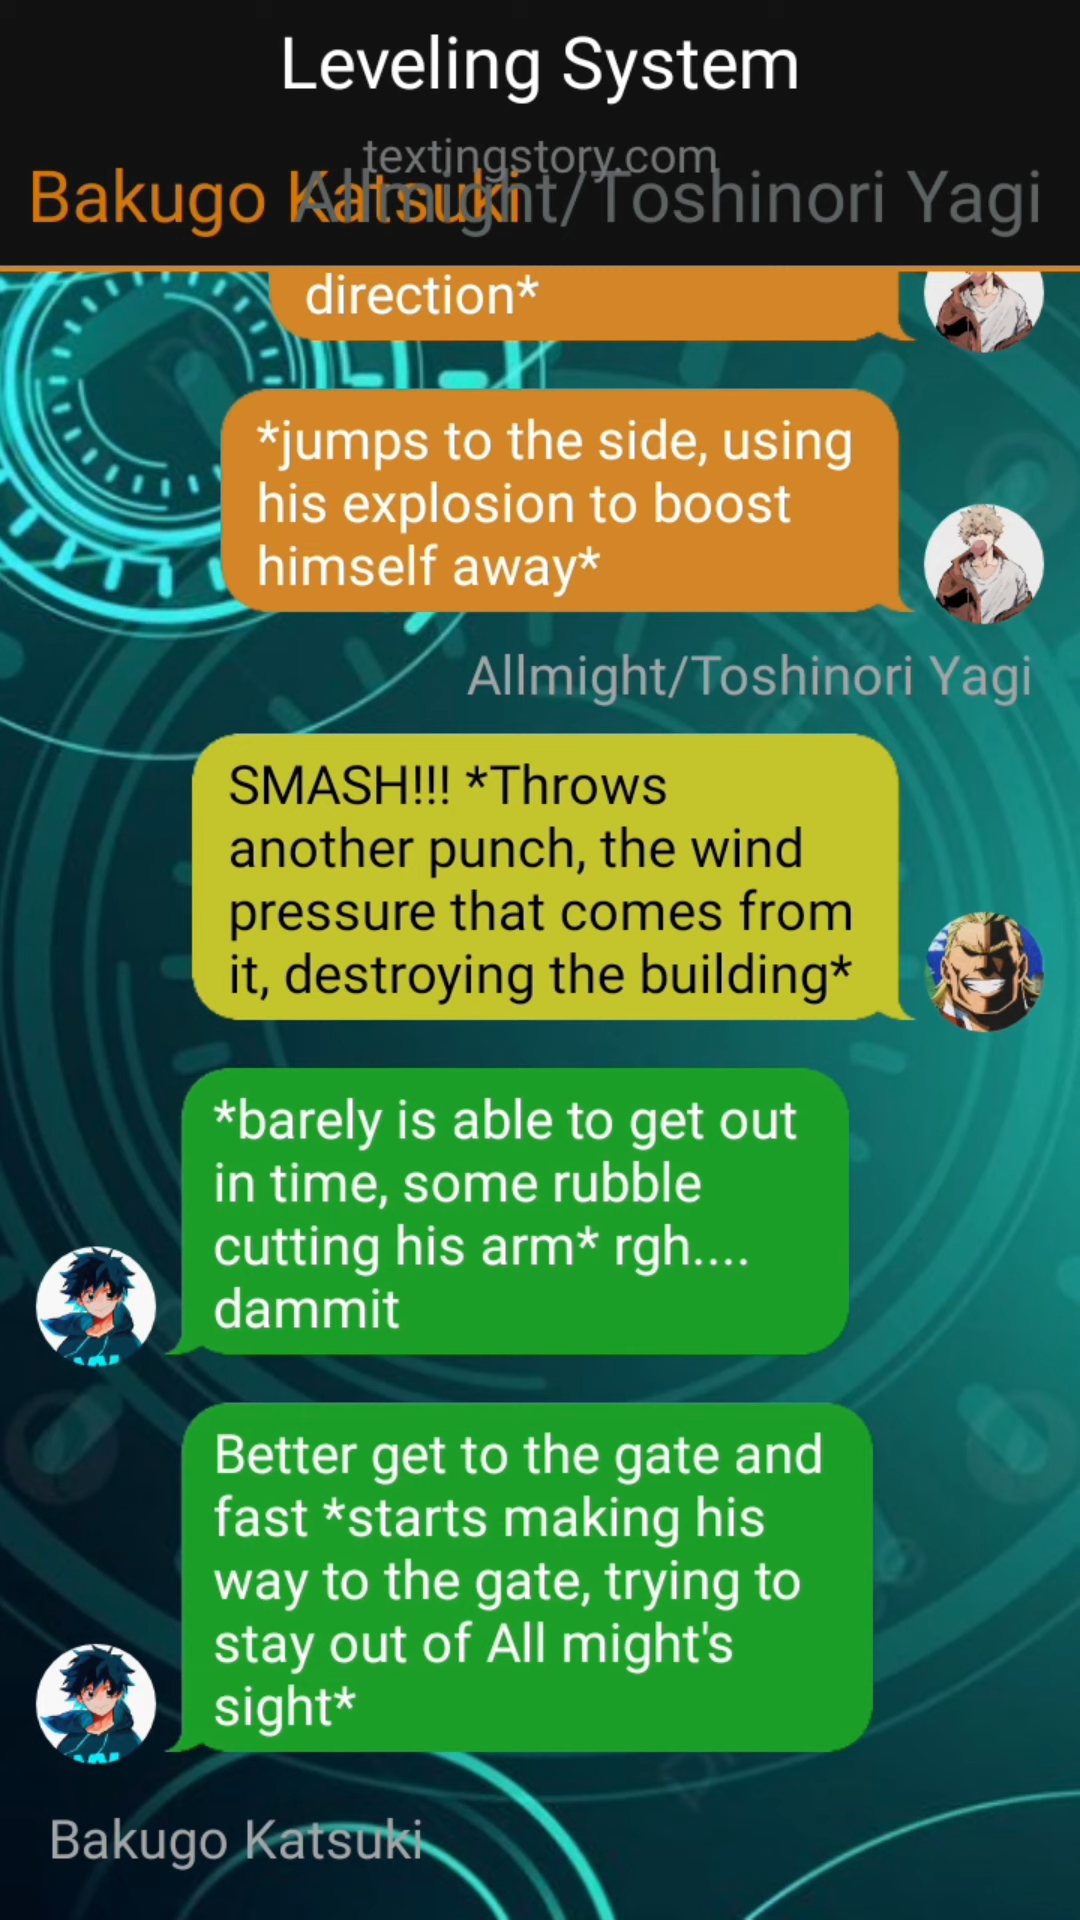 Leveling System
textingstory.com
Bakugo Katsuki
Allmight/Toshinori Yagi
direction*
*jumps to the side, using
his explosion to boost
himself away*
Allmight/Toshinori Yagi
SMASH!!! *Throws
another punch, the wind
pressure that comes from
it, destroying the building*
*barely is able to get out
in time, some rubble
cutting his arm* rgh....
dammit
Better get to the gate and
fast *starts making his
way to the gate, trying to
stay out of All might's
sight*
Bakugo Katsuki